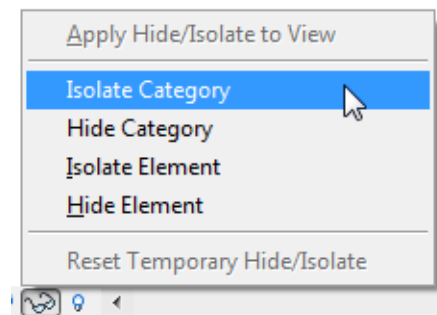 Apply Hide/Isolate to View
Isolate Category
Hide Category
Isolate Element
Hide Element
Reset Temporary Hide/Isolate